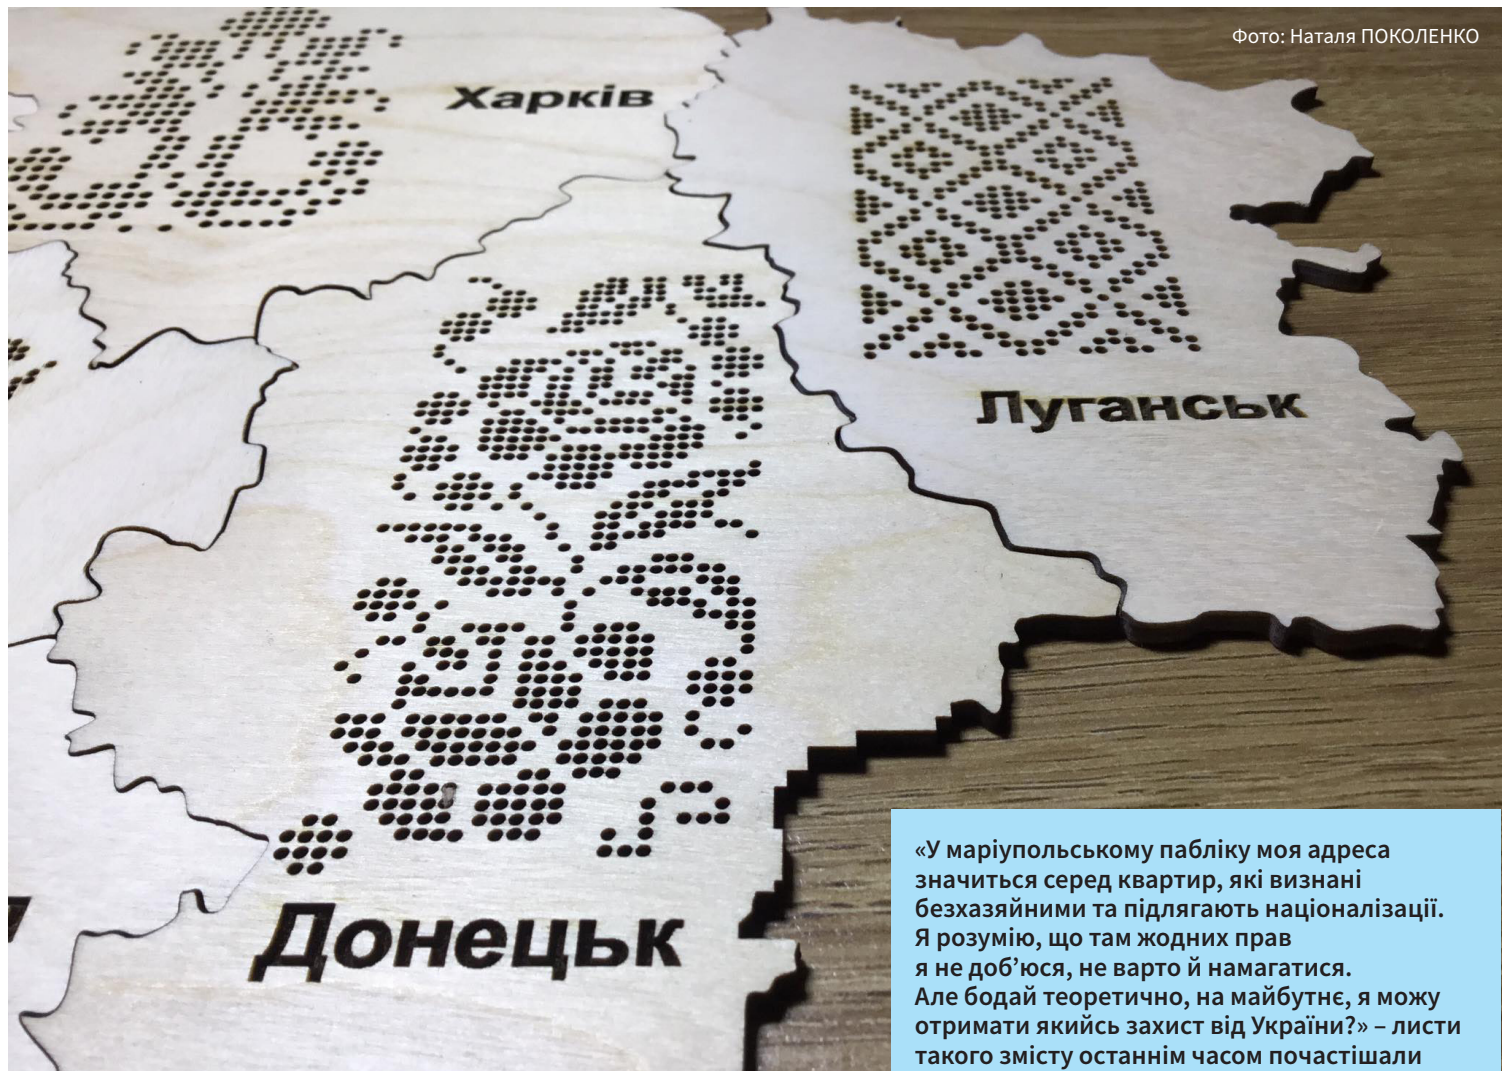 Фото: Наталя ПОКОЛЕНКО
Харків
Луганськ
Донецьк
«У маріупольському пабліку моя адреса
значиться серед квартир, які визнані
безхазяйними та підлягають націоналізації.
Я розумію, що там жодних прав
я не доб’юся, не варто й намагатися.
Але бодай теоретично, на майбутнє, я можу
отримати якийсь захист від України?» – листи
такого змісту останнім часом почастішали